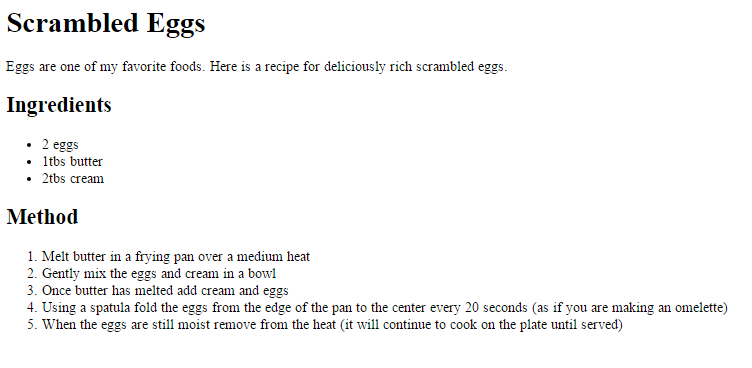 Scrambled Eggs
Eggs are one of my favorite foods. Here is a recipe for deliciously rich scrambled eggs.
Ingredients
• 2 eggs
• 1tbs butter
• 2tbs cream
Method
1. Melt butter in a frying pan over a medium heat
2. Gently mix the eggs and cream in a bowl
3. Once butter has melted add cream and eggs
4. Using a spatula fold the eggs from the edge of the pan to the center every 20 seconds (as if you are making an omelette)
5. When the eggs are still moist remove from the heat (it will continue to cook on the plate until served)